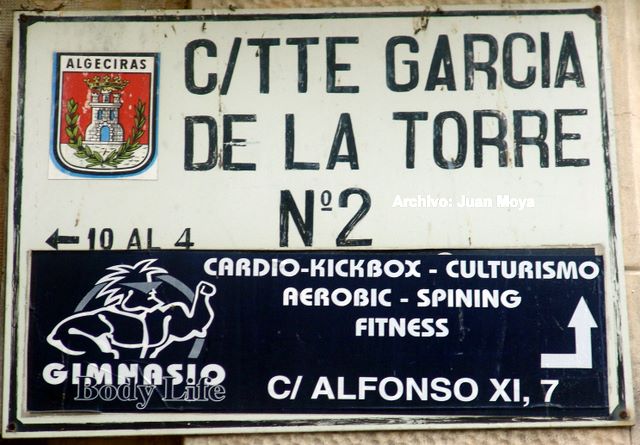 ALGECIRAS
C/TTE GARCIA
DE LA TORRE
Nº2
Archivo: Juan Moya
10 AL 4
CARDIO-KICKBOX - CULTURISMO
AEROBIC - SPINING
FITNESS
GIMNASIO
Body Life
C/ ALFONSO XI, 7